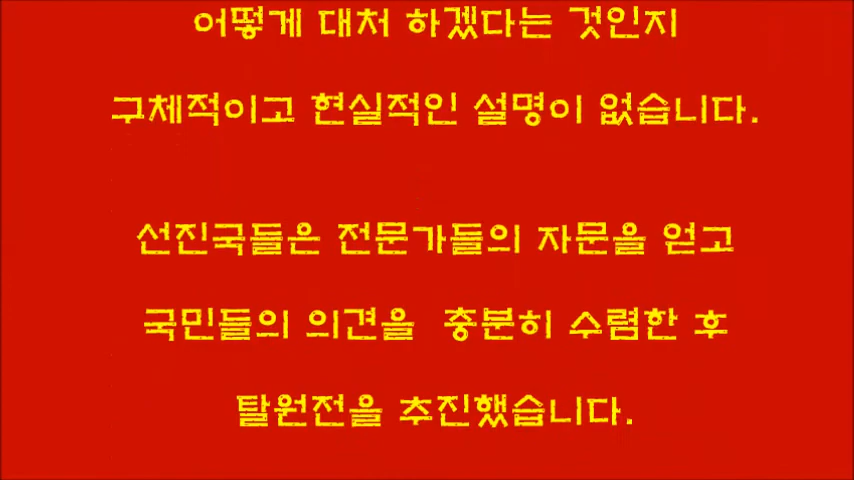 어떻게 대처 하겠다는 것인지
구체적이고 현실적인 설명이 없습니다.
선진국들은 전문가들의 자문을 얻고
국민들의 의견을 충분히 수렴한 후
탈원전을 추진했습니다.